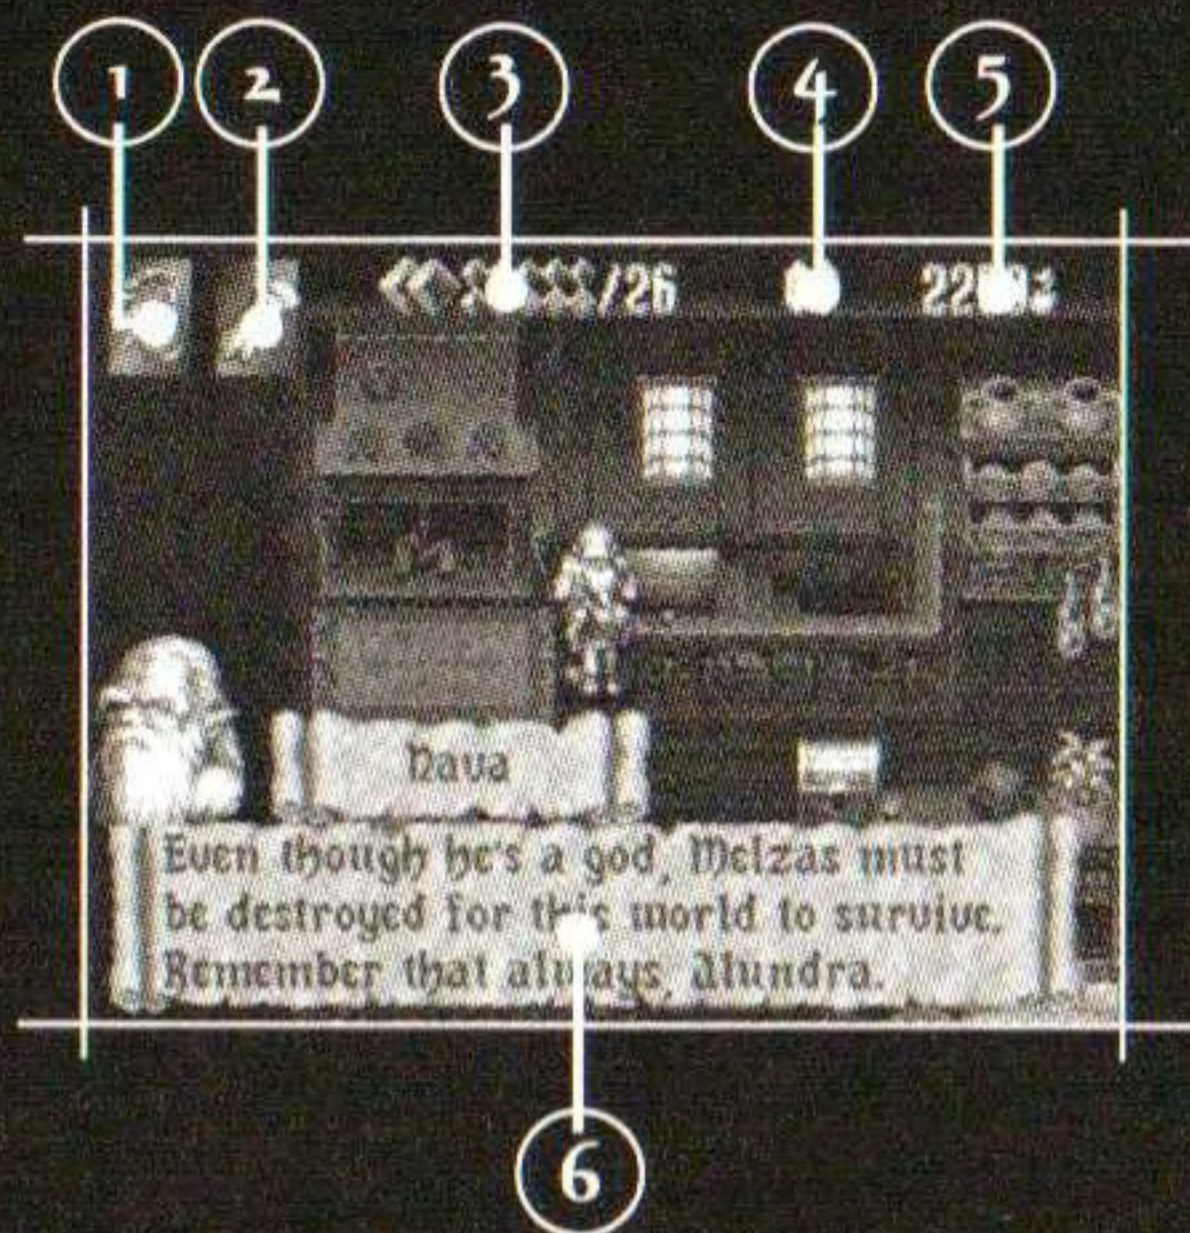 1 2 3 4 5
/26
Nava
Even though he's a god, Melzas must
be destroyed for this world to survive.
Remember that always, Alundra.
6